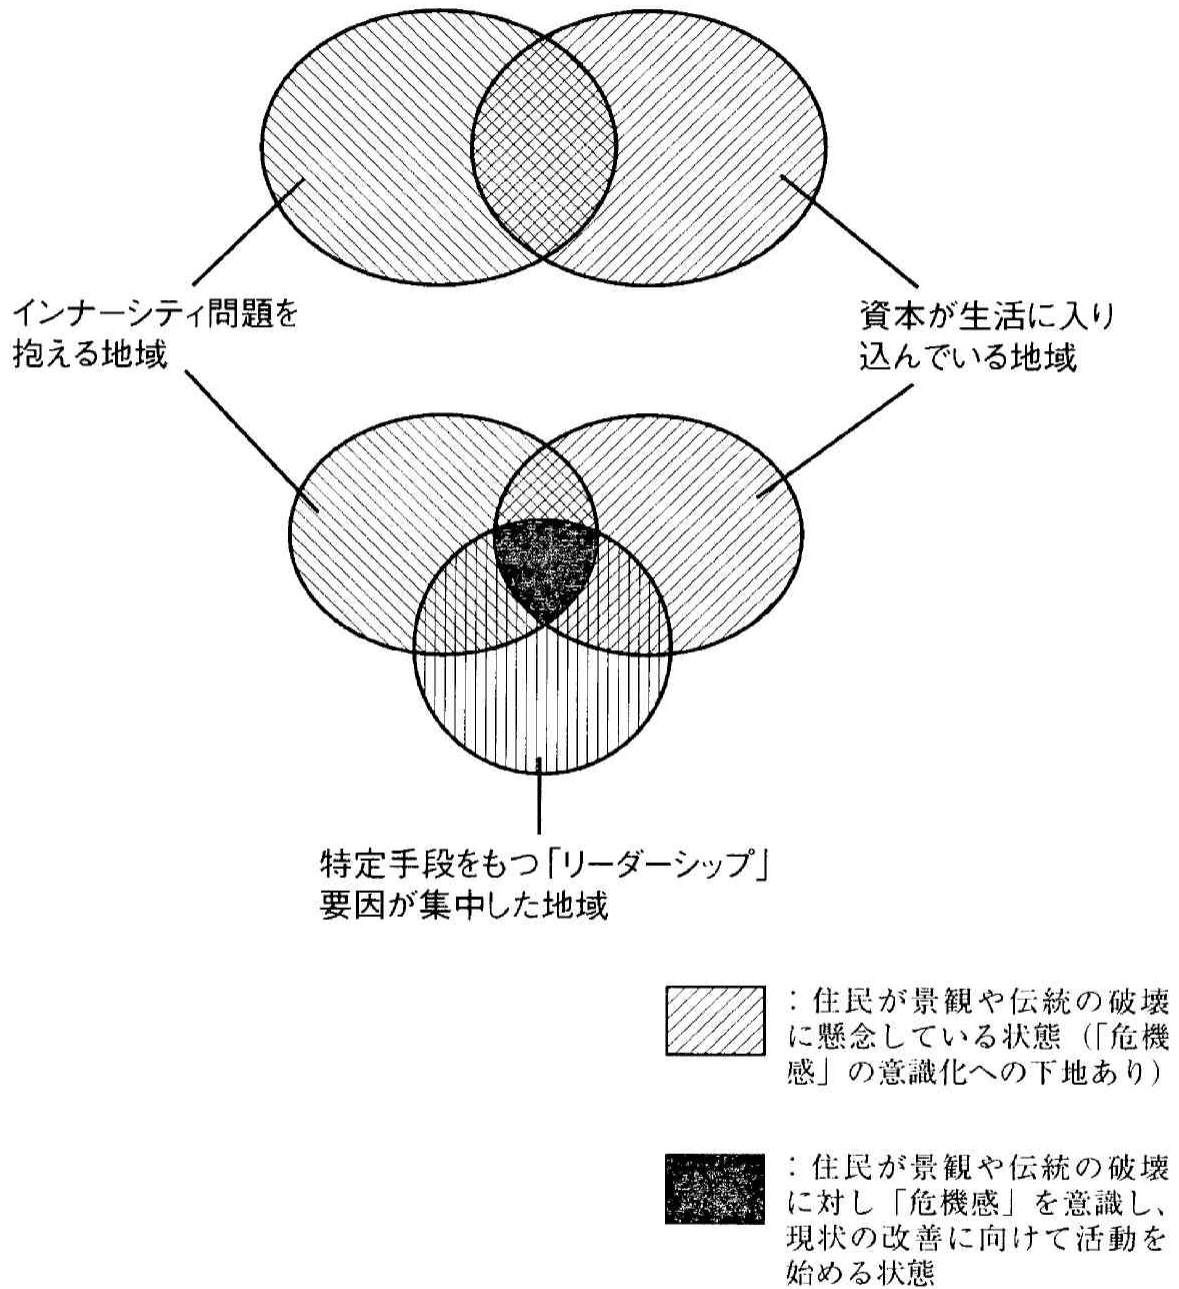 インナーシティ問題を
抱える地域
資本が生活に入り
込んでいる地域
特定手段をもつ「リーダーシップ」
要因が集中した地域
：住民が景観や伝統の破壊
に懸念している状態（「危機
感」の意識化への下地あり）
：住民が景観や伝統の破壊
に対し「危機感」を意識し、
現状の改善に向けて活動を
始める状態